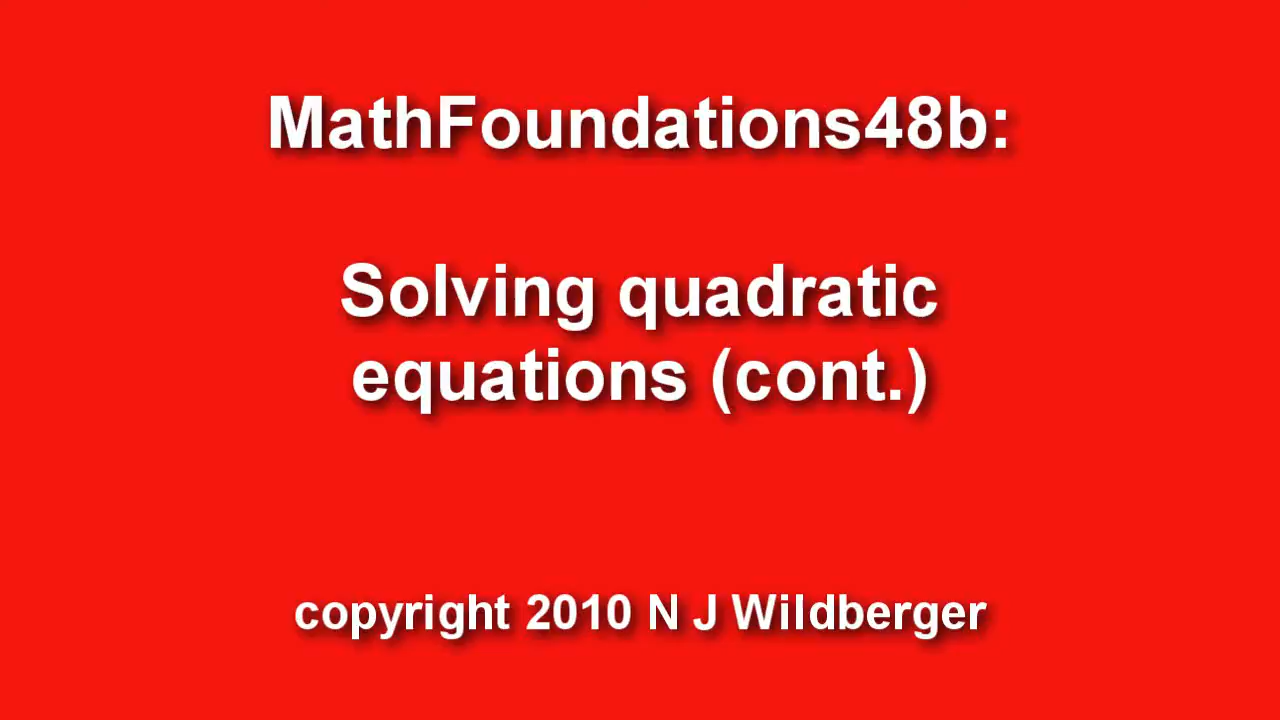 MathFoundations48b:
Solving quadratic
equations (cont.)
copyright 2010 N J Wildberger